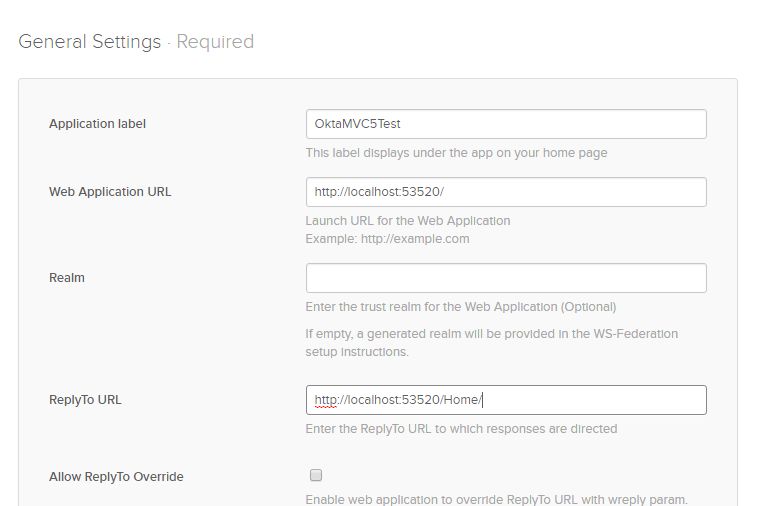 General Settings · Required
Application label
OktaMVC5Test
This label displays under the app on your home page
Web Application URL
http://localhost:53520/
Launch URL for the Web Application
Example: http://example.com
Realm
Enter the trust realm for the Web Application (Optional)
If empty, a generated realm will be provided in the WS-Federation
setup instructions.
ReplyTo URL
http://localhost:53520/Home/
Enter the ReplyTo URL to which responses are directed
Allow ReplyTo Override
Enable web application to override ReplyTo URL with wreply param.